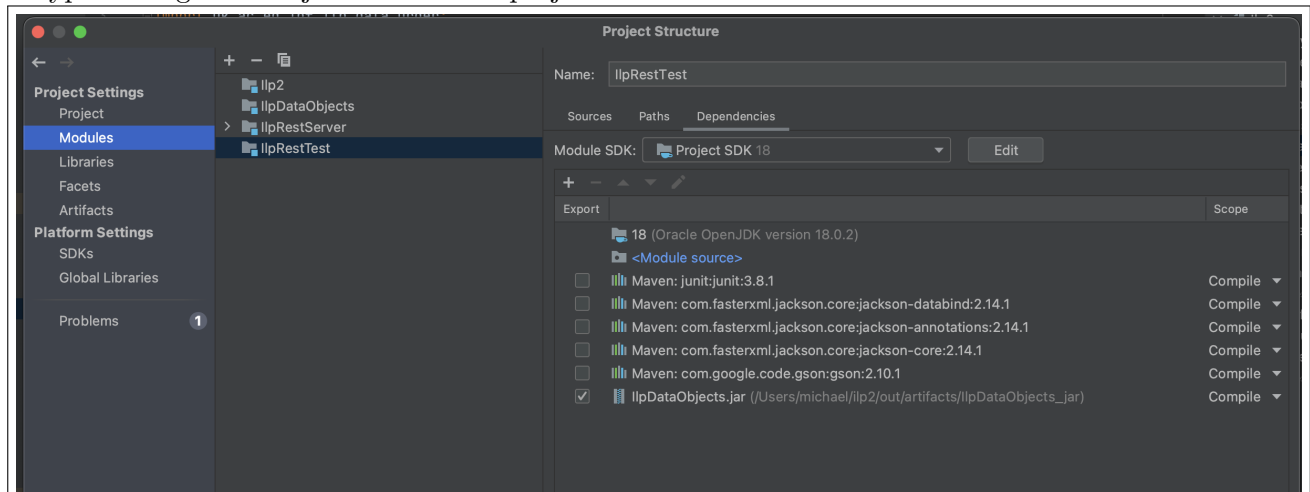 Project Structure
Project Settings
Project
Modules
Libraries
Facets
Artifacts
Platform Settings
SDKs
Global Libraries
Problems 1
Ilp2
IlpDataObjects
IlpRestServer
IlpRestTest
Name: IlpRestTest
Sources Paths Dependencies
Module SDK: Project SDK 18 Edit
Export Scope
18 (Oracle OpenJDK version 18.0.2)
<Module source>
Maven: junit:junit:3.8.1 Compile
Maven: com.fasterxml.jackson.core:jackson-databind:2.14.1 Compile
Maven: com.fasterxml.jackson.core:jackson-annotations:2.14.1 Compile
Maven: com.fasterxml.jackson.core:jackson-core:2.14.1 Compile
Maven: com.google.code.gson:gson:2.10.1 Compile
IlpDataObjects.jar (/Users/michael/ilp2/out/artifacts/IlpDataObjects_jar) Compile